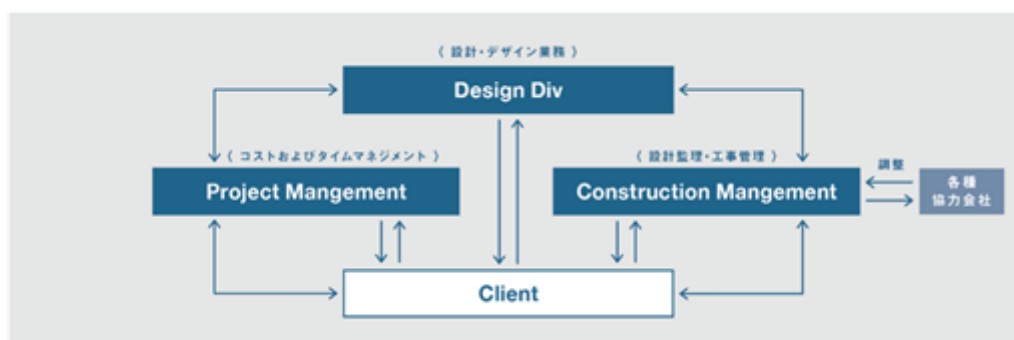 ( 設計・デザイン業務 )
Design Div
( コストおよびタイムマネジメント )
( 設計監理・工事管理 )
調整
Project Mangement
Construction Mangement
各種
協力会社
Client